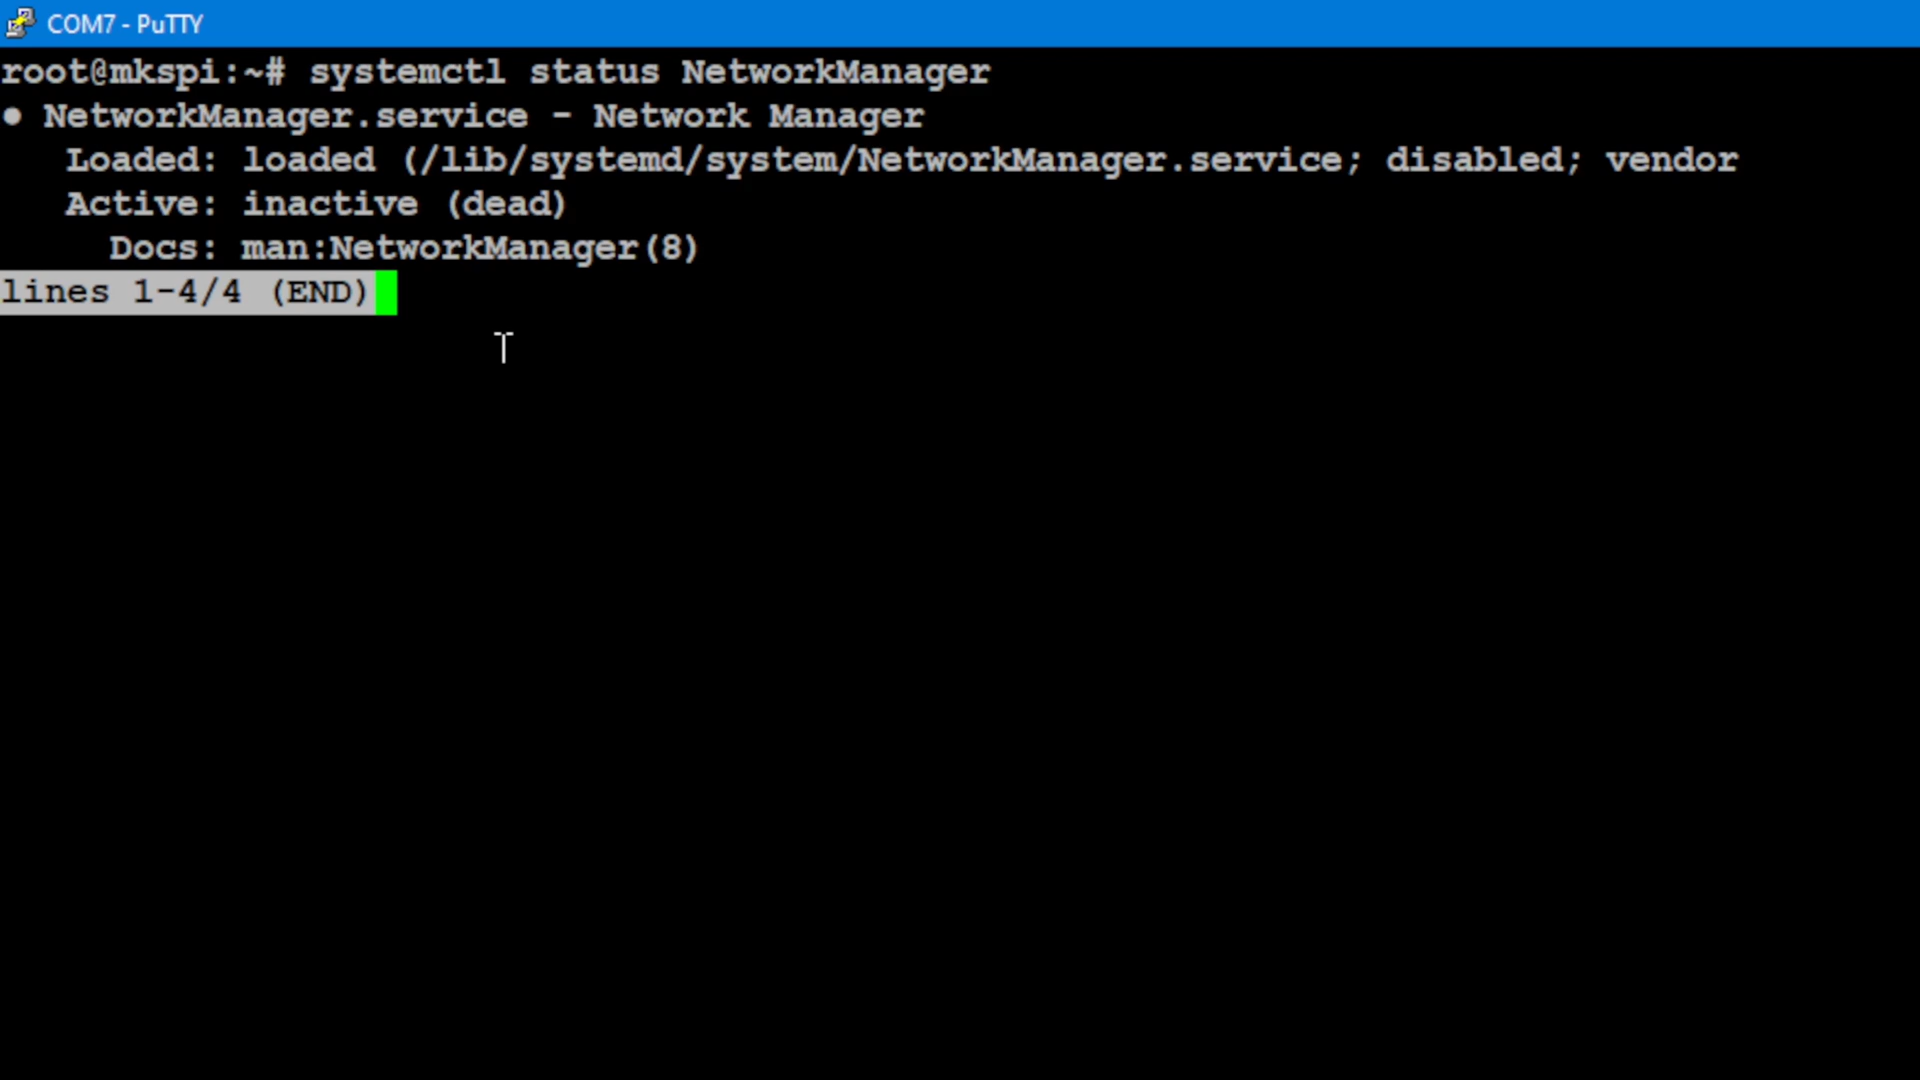 COM7 - PuTTY
root@mkspi:~# systemctl status NetworkManager
● NetworkManager.service - Network Manager
   Loaded: loaded (/lib/systemd/system/NetworkManager.service; disabled; vendor
   Active: inactive (dead)
     Docs: man:NetworkManager(8)
lines 1-4/4 (END)